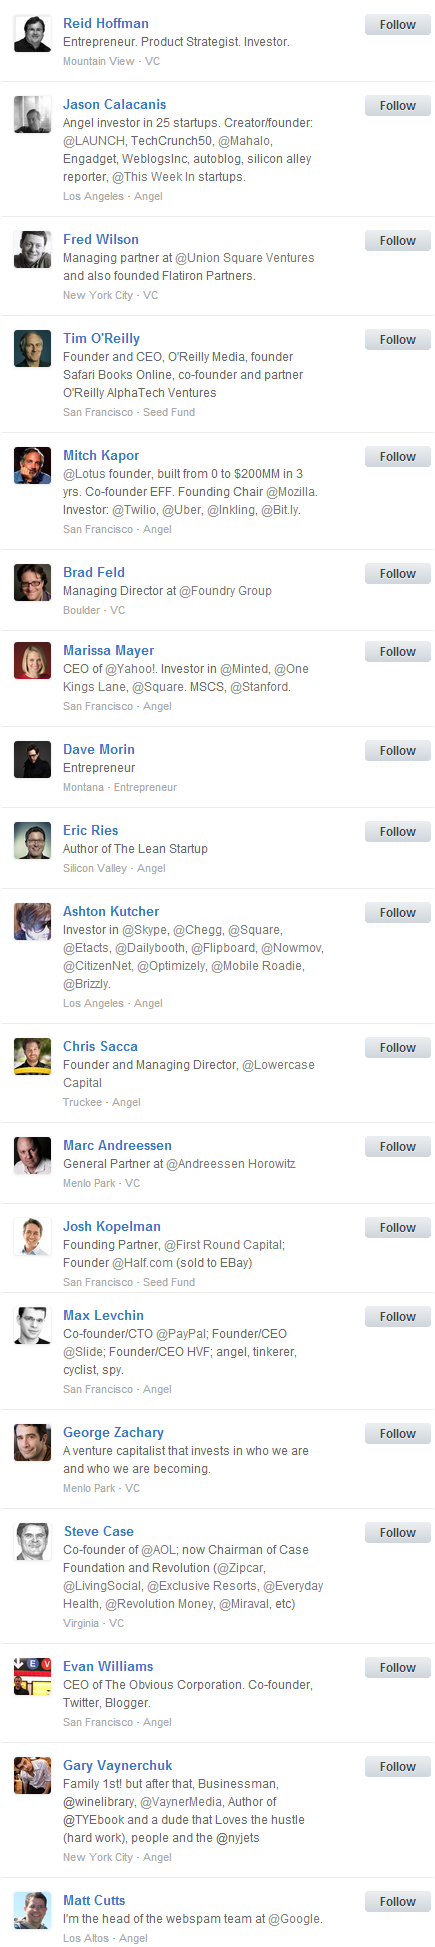 Reid Hoffman
Follow
Entrepreneur. Product Strategist. Investor.
Mountain View · VC
Jason Calacanis
Follow
Angel investor in 25 startups. Creator/founder:
@LAUNCH, TechCrunch50, @Mahalo,
Engadget, WeblogsInc, autoblog, silicon alley
reporter, @This Week In startups.
Los Angeles · Angel
Fred Wilson
Follow
Managing partner at @Union Square Ventures
and also founded Flatiron Partners.
New York City · VC
Tim O'Reilly
Follow
Founder and CEO, O'Reilly Media, founder
Safari Books Online, co-founder and partner
O'Reilly AlphaTech Ventures
San Francisco · Seed Fund
Mitch Kapor
Follow
@Lotus founder, built from 0 to $200MM in 3
yrs. Co-founder EFF. Founding Chair @Mozilla.
Investor: @Twilio, @Uber, @Inkling, @Bit.ly.
San Francisco · Angel
Brad Feld
Follow
Managing Director at @Foundry Group
Boulder · VC
Marissa Mayer
Follow
CEO of @Yahoo!. Investor in @Minted, @One
Kings Lane, @Square. MSCS, @Stanford.
San Francisco · Angel
Dave Morin
Follow
Entrepreneur
Montana · Entrepreneur
Eric Ries
Follow
Author of The Lean Startup
Silicon Valley · Angel
Ashton Kutcher
Follow
Investor in @Skype, @Chegg, @Square,
@Etacts, @Dailybooth, @Flipboard, @Nowmov,
@CitizenNet, @Optimizely, @Mobile Roadie,
@Brizzly.
Los Angeles · Angel
Chris Sacca
Follow
Founder and Managing Director, @Lowercase
Capital
Truckee · Angel
Marc Andreessen
Follow
General Partner at @Andreessen Horowitz
Menlo Park · VC
Josh Kopelman
Follow
Founding Partner, @First Round Capital;
Founder @Half.com (sold to EBay)
San Francisco · Seed Fund
Max Levchin
Follow
Co-founder/CTO @PayPal; Founder/CEO
@Slide; Founder/CEO HVF; angel, tinkerer,
cyclist, spy.
San Francisco · Angel
George Zachary
Follow
A venture capitalist that invests in who we are
and who we are becoming.
Menlo Park · VC
Steve Case
Follow
Co-founder of @AOL; now Chairman of Case
Foundation and Revolution (@Zipcar,
@LivingSocial, @Exclusive Resorts, @Everyday
Health, @Revolution Money, @Miraval, etc)
Virginia · VC
E V
Evan Williams
Follow
CEO of The Obvious Corporation. Co-founder,
Twitter, Blogger.
San Francisco · Angel
Gary Vaynerchuk
Follow
Family 1st! but after that, Businessman,
@winelibrary, @VaynerMedia, Author of
@TYEbook and a dude that Loves the hustle
(hard work), people and the @nyjets
New York City · Angel
Matt Cutts
Follow
I'm the head of the webspam team at @Google.
Los Altos · Angel